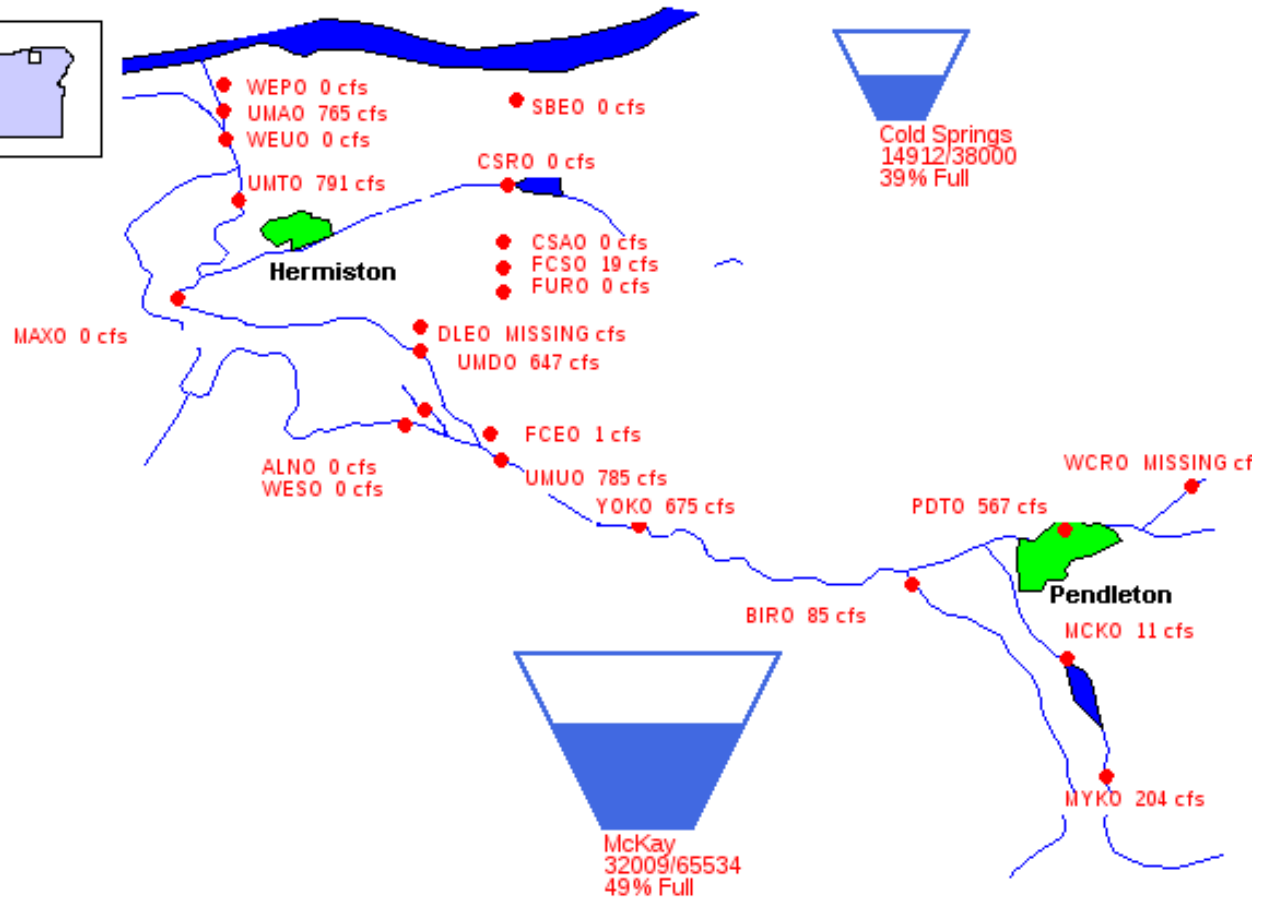 WEPO 0 cfs
UMAO 765 cfs
WEUO 0 cfs
SBEO 0 cfs
Cold Springs
14912/38000
39% Full
CSRO 0 cfs
UMTO 791 cfs
Hermiston
CSAO 0 cfs
FCSO 19 cfs
FURO 0 cfs
MAXO 0 cfs
DLEO MISSING cfs
UMDO 647 cfs
FCEO 1 cfs
ALNO 0 cfs
WESO 0 cfs
UMUO 785 cfs
YOKO 675 cfs
WCRO MISSING cf
PDTO 567 cfs
Pendleton
BIRO 85 cfs
MCKO 11 cfs
MYKO 204 cfs
McKay
32009/65534
49% Full